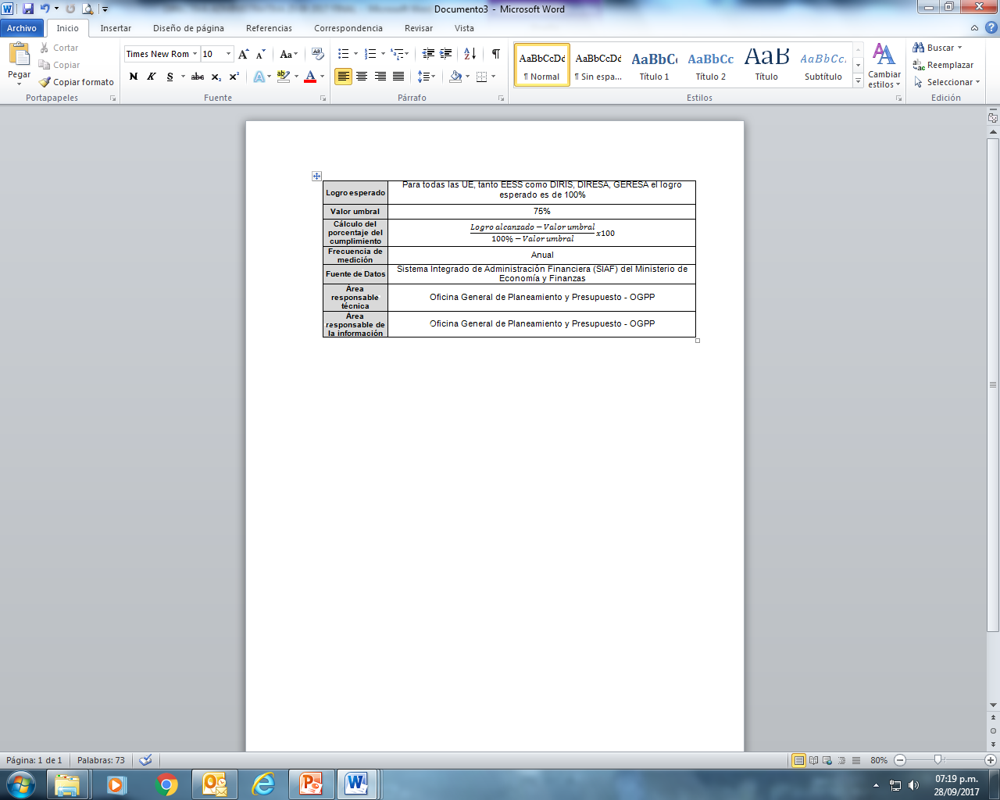 Documento3 - Microsoft Word
Archivo Inicio Insertar Diseño de página Referencias Correspondencia Revisar Vista
Pegar
Cortar
Copiar
Copiar formato
Portapapeles
Times New Rom 10
N K S abc x₂ x²
Fuente
Párrafo
AaBbCcDd AaBbCcDd AaBbCc AaBbCc AaB AaBbCc.
¶ Normal ¶ Sin espa... Título 1 Título 2 Título Subtítulo
Cambiar
estilos
Estilos
Buscar
Reemplazar
Seleccionar
Edición
Logro esperado
Para todas las UE, tanto EESS como DIRIS, DIRESA, GERESA el logro
esperado es de 100%
Valor umbral
75%
Cálculo del
porcentaje del
cumplimiento
Logro alcanzado − Valor umbral
100% − Valor umbral
x100
Frecuencia de
medición
Anual
Fuente de Datos
Sistema Integrado de Administración Financiera (SIAF) del Ministerio de
Economía y Finanzas
Área
responsable
técnica
Oficina General de Planeamiento y Presupuesto - OGPP
Área
responsable de
la información
Oficina General de Planeamiento y Presupuesto - OGPP
Página: 1 de 1 Palabras: 73
80%
07:19 p.m.
28/09/2017